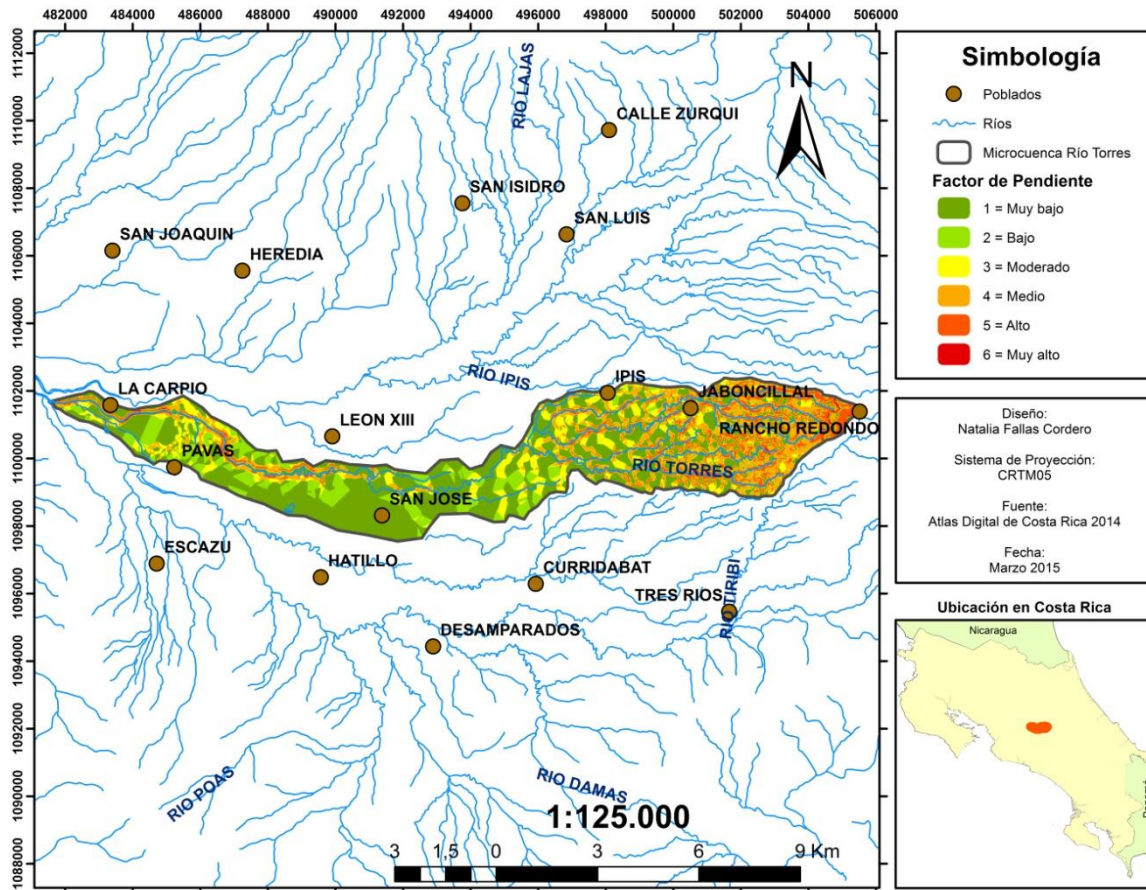 482000 484000 486000 488000 490000 492000 494000 496000 498000 500000 502000 504000 506000
1112000
1110000
1108000
1106000
1104000
1102000
1100000
1098000
1096000
1094000
1092000
1090000
1088000
N
RIO LAJAS
CALLE ZURQUI
SAN ISIDRO
SAN LUIS
SAN JOAQUIN
HEREDIA
RIO IPIS
IPIS
LA CARPIO
JABONCILLAL
LEON XIII
RANCHO REDONDO
PAVAS
RIO TORRES
SAN JOSE
ESCAZU
HATILLO
CURRIDABAT
TRES RIOS
RIO TIRIBI
DESAMPARADOS
RIO POAS
RIO DAMAS
1:125.000
3 1,5 0 3 6 9 Km
Simbología
Poblados
Ríos
Microcuenca Río Torres
Factor de Pendiente
1 = Muy bajo
2 = Bajo
3 = Moderado
4 = Medio
5 = Alto
6 = Muy alto
Diseño:
Natalia Fallas Cordero
Sistema de Proyección:
CRTM05
Fuente:
Atlas Digital de Costa Rica 2014
Fecha:
Marzo 2015
Ubicación en Costa Rica
Nicaragua